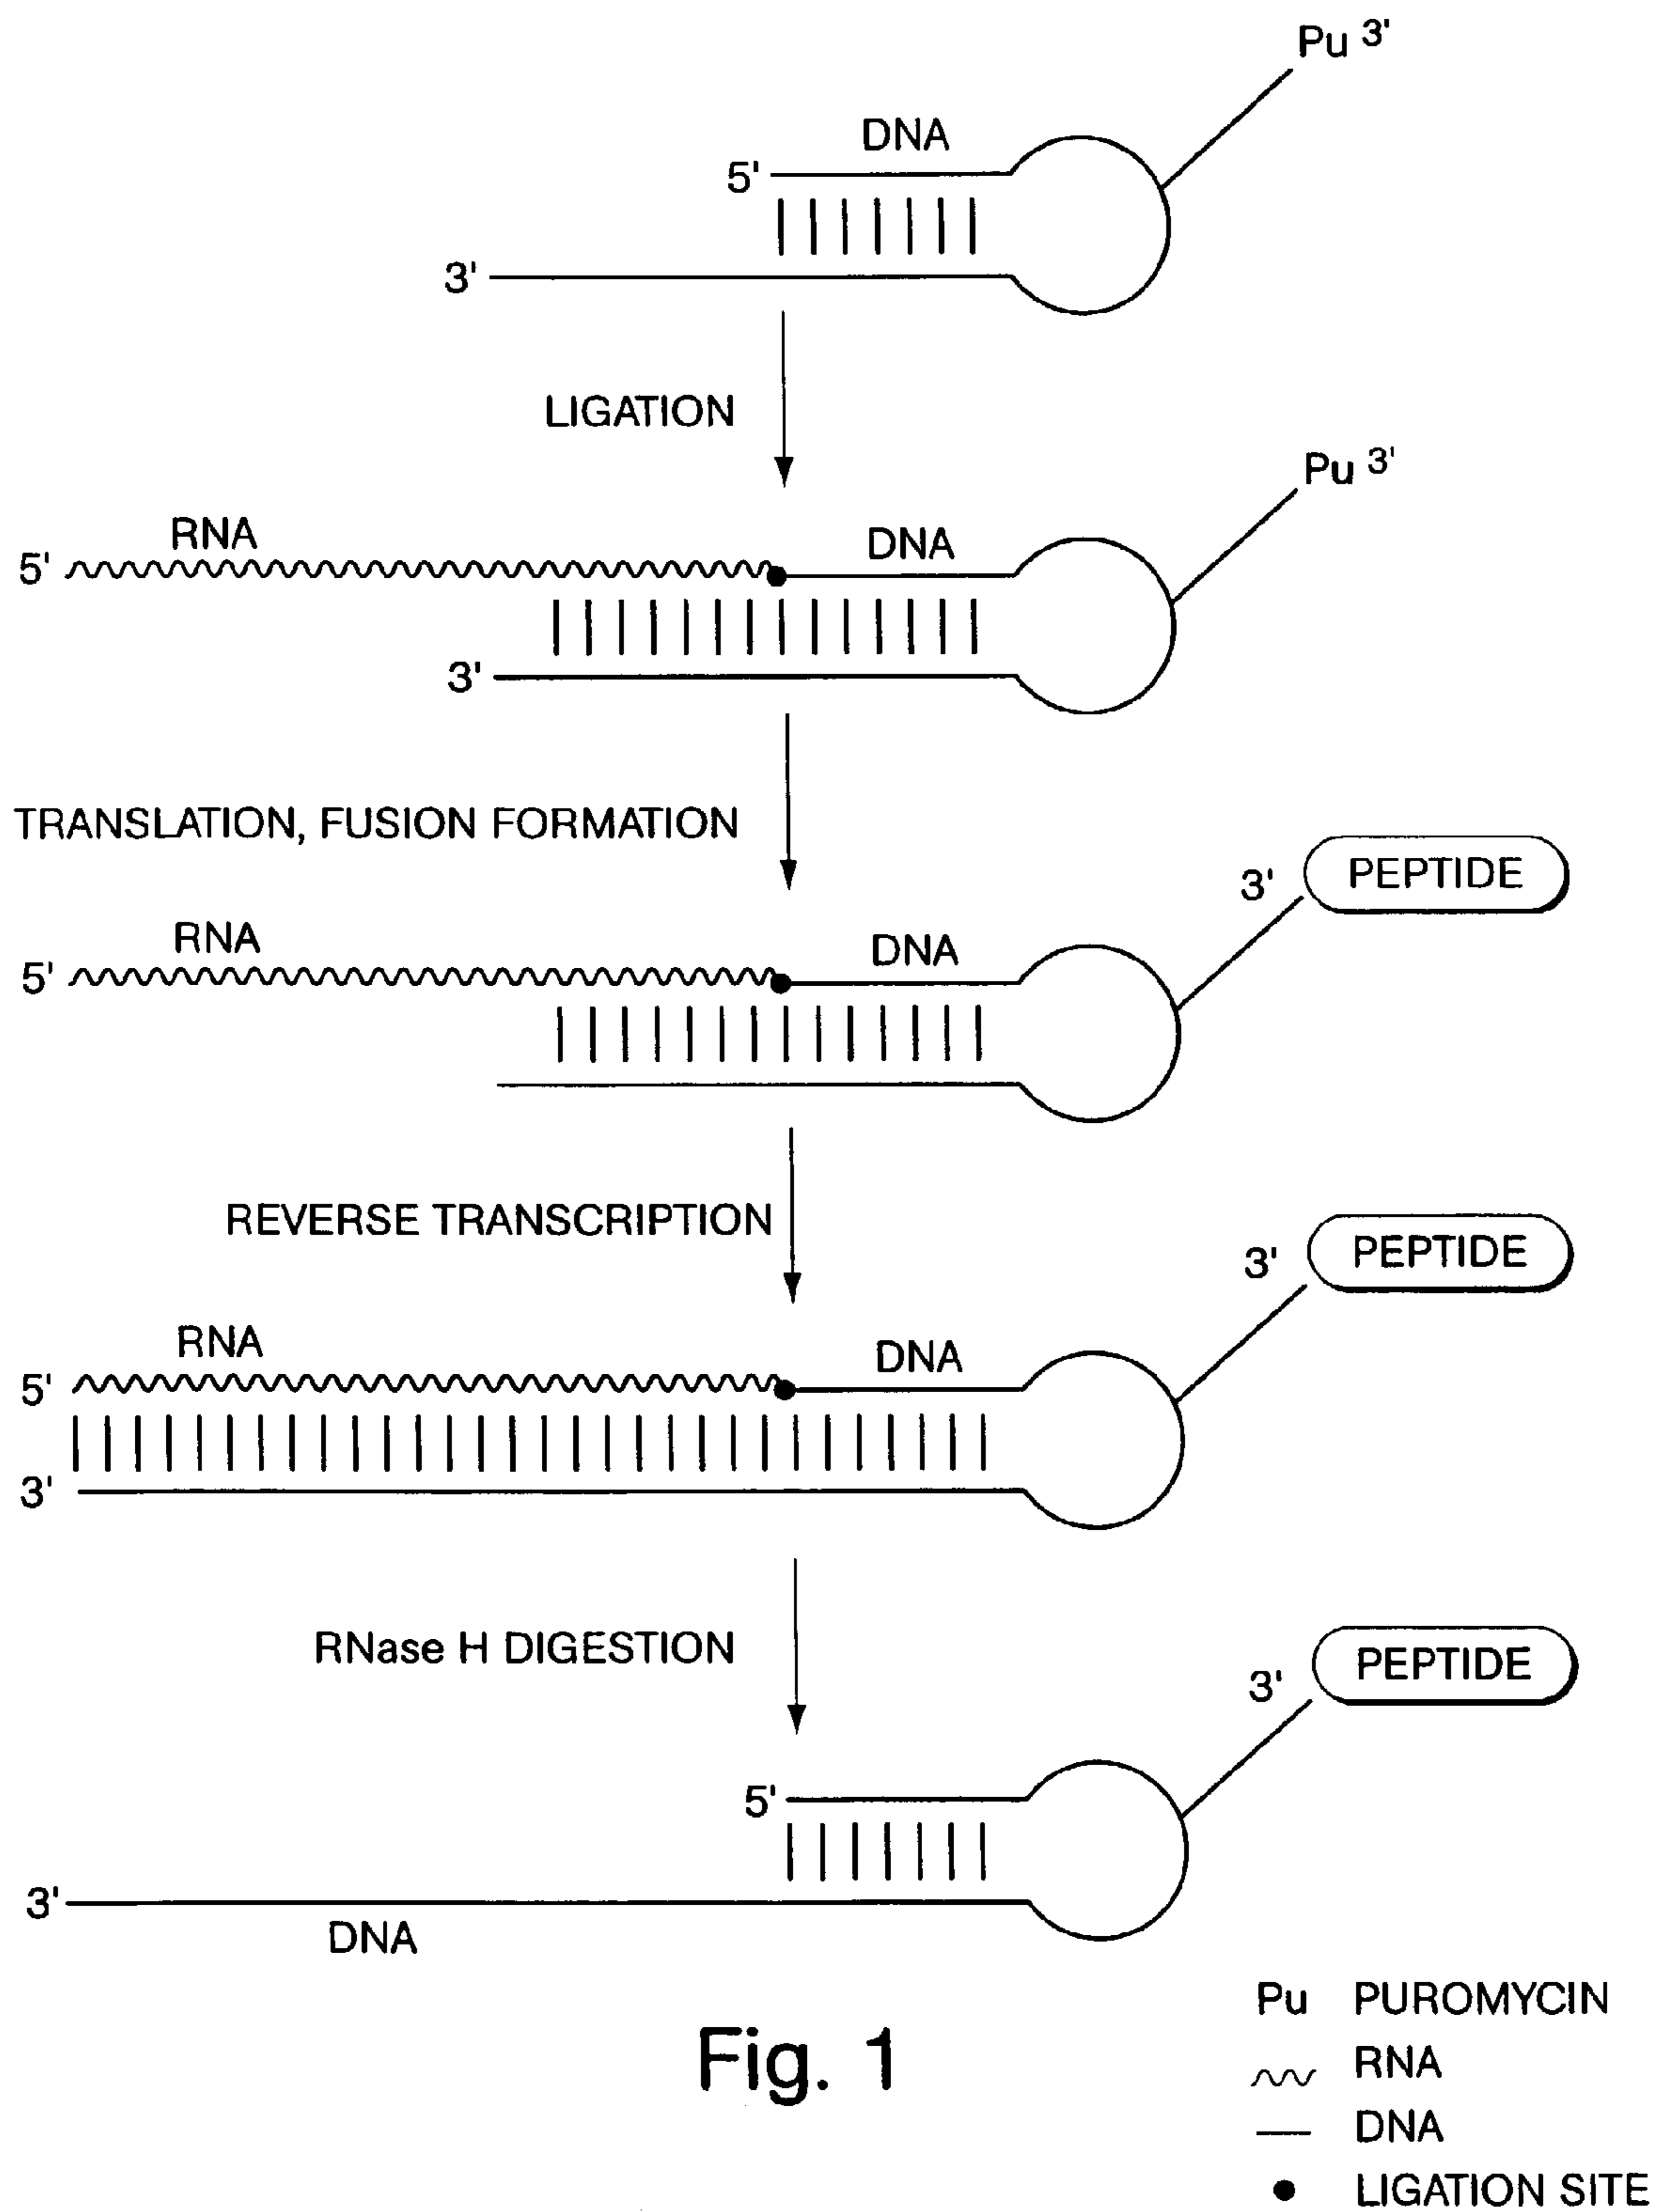 Pu 3'
DNA
5'
3'
LIGATION
Pu 3'
RNA
DNA
5'
3'
TRANSLATION, FUSION FORMATION
PEPTIDE
3'
RNA
DNA
5'
REVERSE TRANSCRIPTION
PEPTIDE
3'
RNA
DNA
5'
3'
RNase H DIGESTION
PEPTIDE
3'
5'
3'
DNA
Pu PUROMYCIN
RNA
DNA
LIGATION SITE
Fig. 1